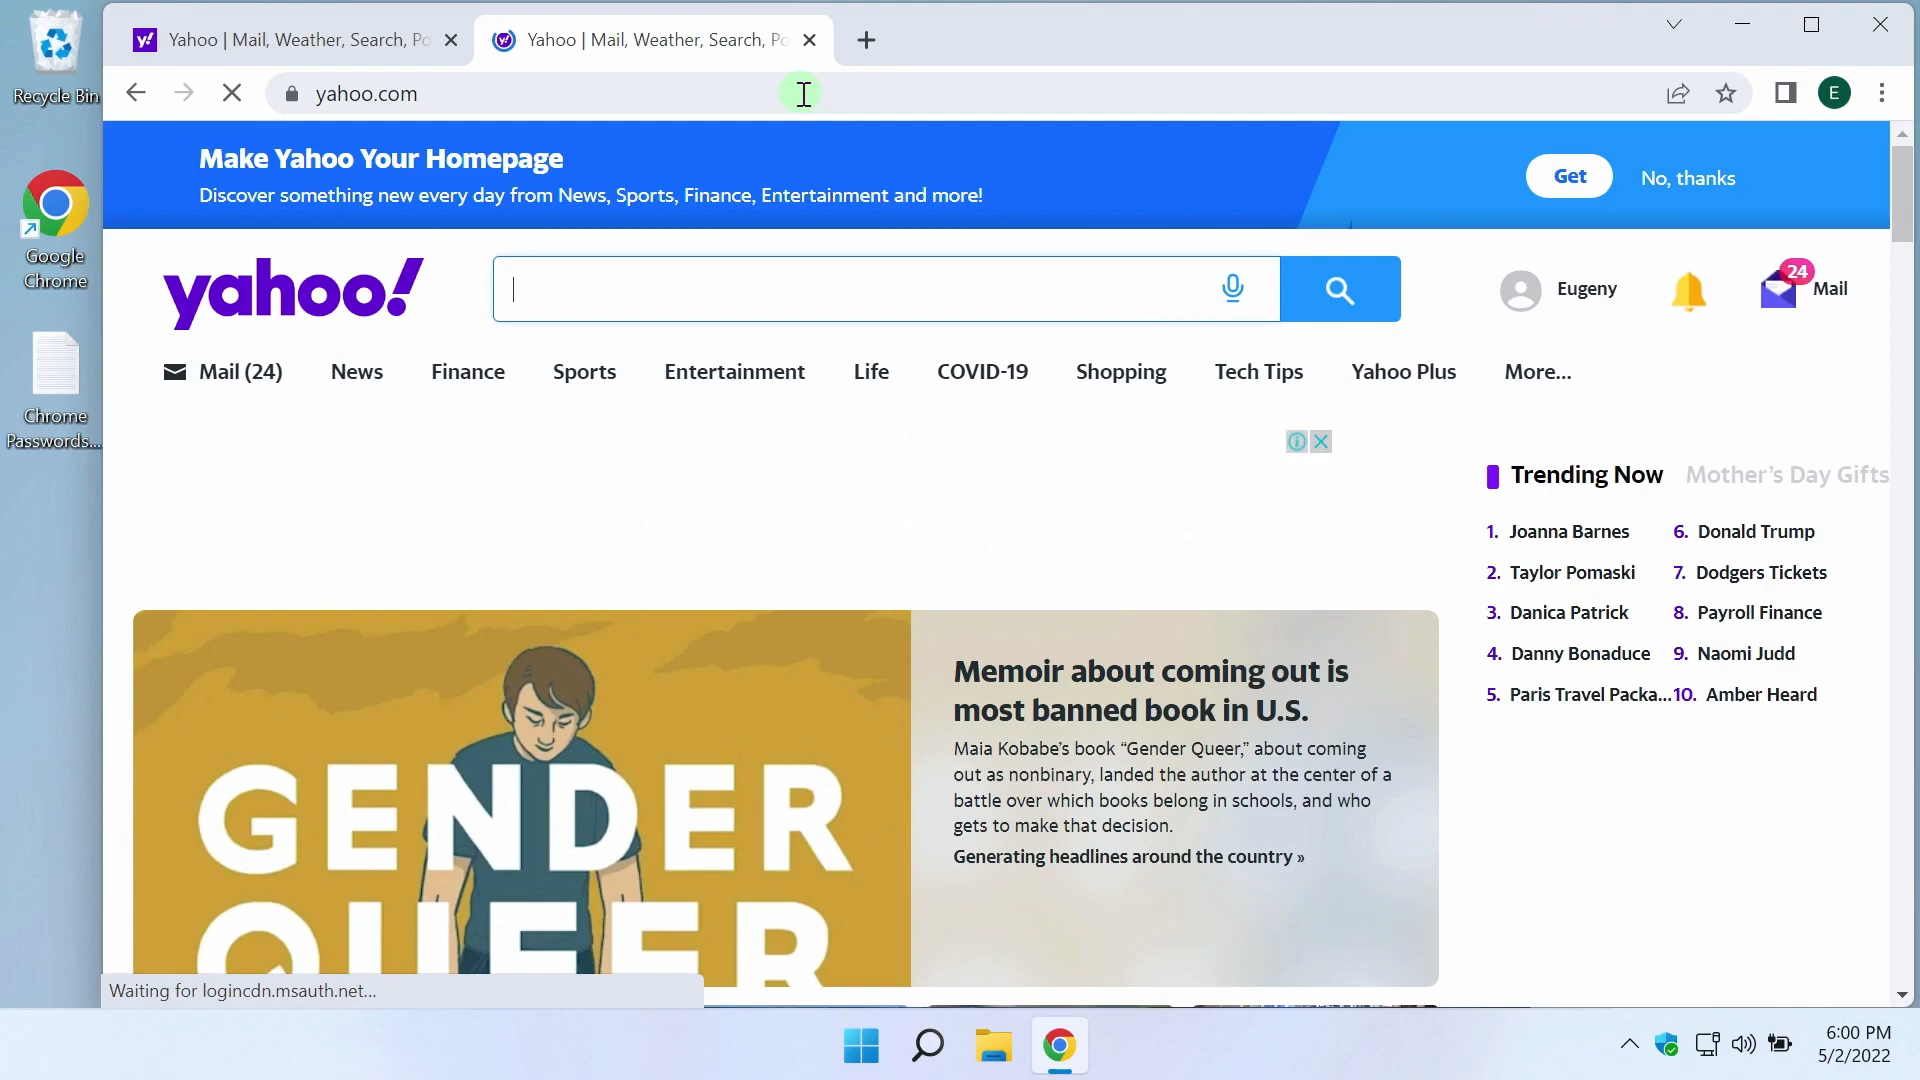 Recycle Bin
Google
Chrome
Chrome
Passwords...
Yahoo | Mail, Weather, Search, Po
Yahoo | Mail, Weather, Search, Po
yahoo.com
E
Make Yahoo Your Homepage
Discover something new every day from News, Sports, Finance, Entertainment and more!
Get
No, thanks
yahoo!
Eugeny
24
Mail
Mail (24)
News
Finance
Sports
Entertainment
Life
COVID-19
Shopping
Tech Tips
Yahoo Plus
More...
Trending Now
Mother's Day Gifts
1. Joanna Barnes
2. Taylor Pomaski
3. Danica Patrick
4. Danny Bonaduce
5. Paris Travel Packa...
6. Donald Trump
7. Dodgers Tickets
8. Payroll Finance
9. Naomi Judd
10. Amber Heard
GENDER
QUEER
Memoir about coming out is
most banned book in U.S.
Maia Kobabe's book “Gender Queer,” about coming
out as nonbinary, landed the author at the center of a
battle over which books belong in schools, and who
gets to make that decision.
Generating headlines around the country »
Waiting for logincdn.msauth.net...
6:00 PM
5/2/2022